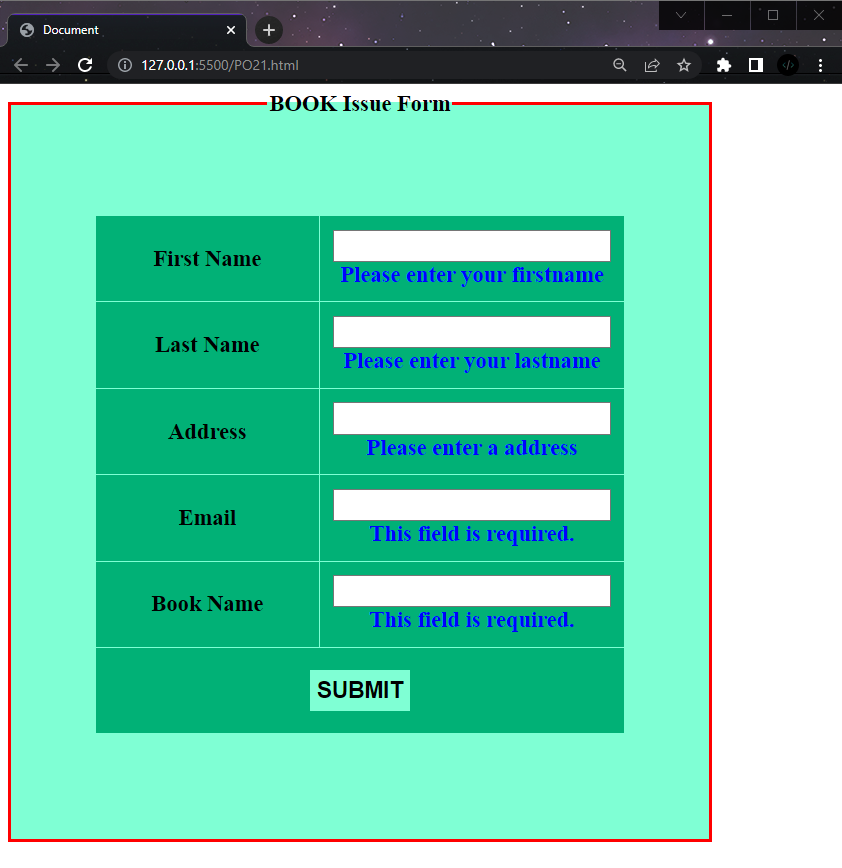 Document
127.0.0.1:5500/PO21.html
BOOK Issue Form
First Name
Please enter your firstname
Last Name
Please enter your lastname
Address
Please enter a address
Email
This field is required.
Book Name
This field is required.
SUBMIT